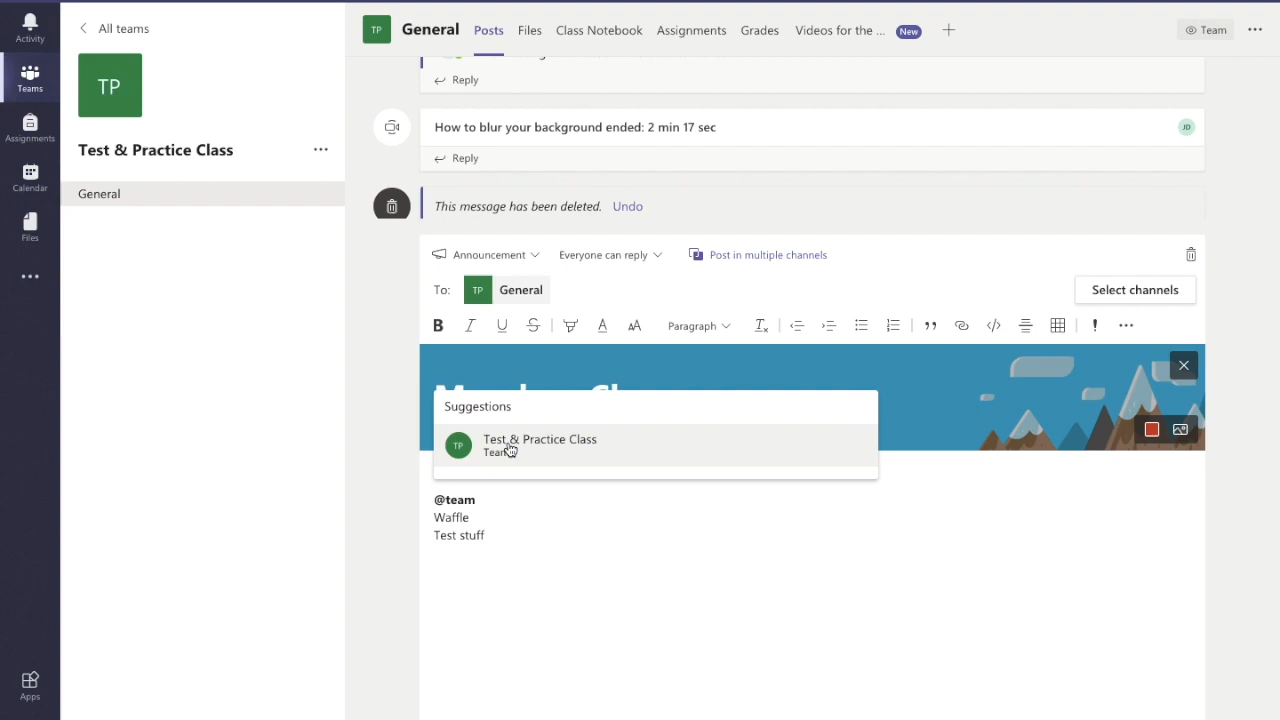 Activity
Teams
Assignments
Calendar
Files
Apps
All teams
TP
Test & Practice Class
General
TP General Posts Files Class Notebook Assignments Grades Videos for the ... New Team
Reply
How to blur your background ended: 2 min 17 sec JD
Reply
This message has been deleted. Undo
Announcement Everyone can reply Post in multiple channels
To: TP General Select channels
B I U S A AA Paragraph Tx
Suggestions
TP Test & Practice Class
Team
@team
Waffle
Test stuff